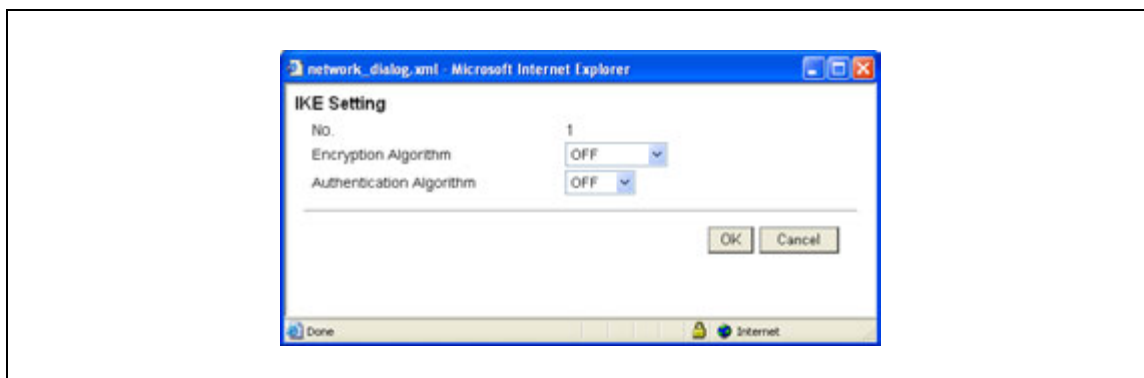 network_dialog.xml - Microsoft Internet Explorer
IKE Setting
No. 1
Encryption Algorithm OFF
Authentication Algorithm OFF
OK Cancel
Done Internet